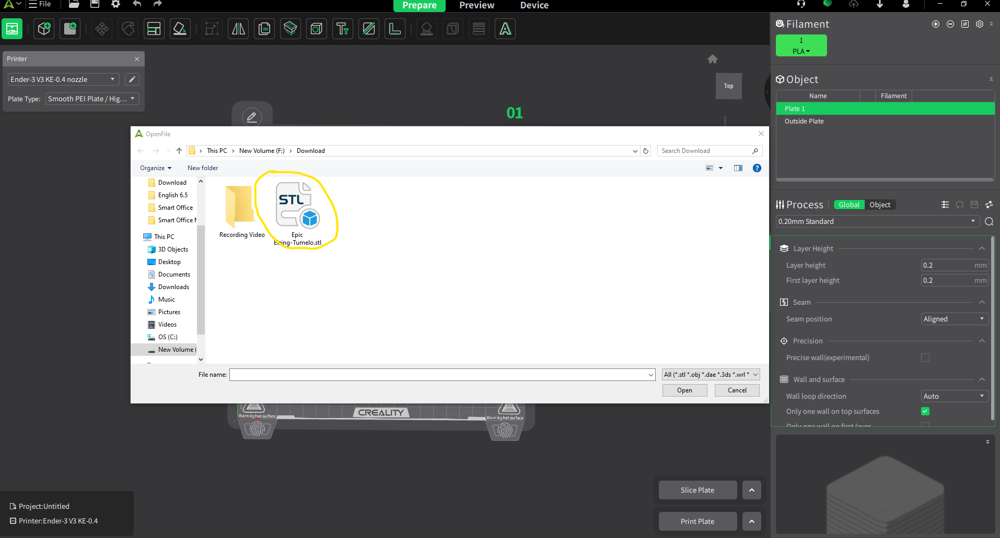 File
Prepare
Preview
Device
Printer
Ender-3 V3 KE-0.4 nozzle
Plate Type:
Smooth PEI Plate / Hig...
01
Top
OpenFile
This PC
New Volume (F:)
Download
Search Download
Organize
New folder
Download
English 6.5
Smart Office
Smart Office
This PC
3D Objects
Desktop
Documents
Downloads
Music
Pictures
Videos
OS (C:)
New Volume (
Recording Video
STL
Epic
-Tumelo.stl
File name:
All (*.stl *.obj *.dae *.3ds *.wrl *
Open
Cancel
Warning hot surface
CREALITY
Warning hot surface
Project:Untitled
Printer:Ender-3 V3 KE-0.4
Slice Plate
Print Plate
Filament
1
PLA
Object
Name
Filament
Plate 1
Outside Plate
Process
Global
Object
0.20mm Standard
Layer Height
Layer height
0.2 mm
First layer height
0.2 mm
Seam
Seam position
Aligned
Precision
Precise wall(experimental)
Wall and surface
Wall loop direction
Auto
Only one wall on top surfaces
Only one wall on first layer